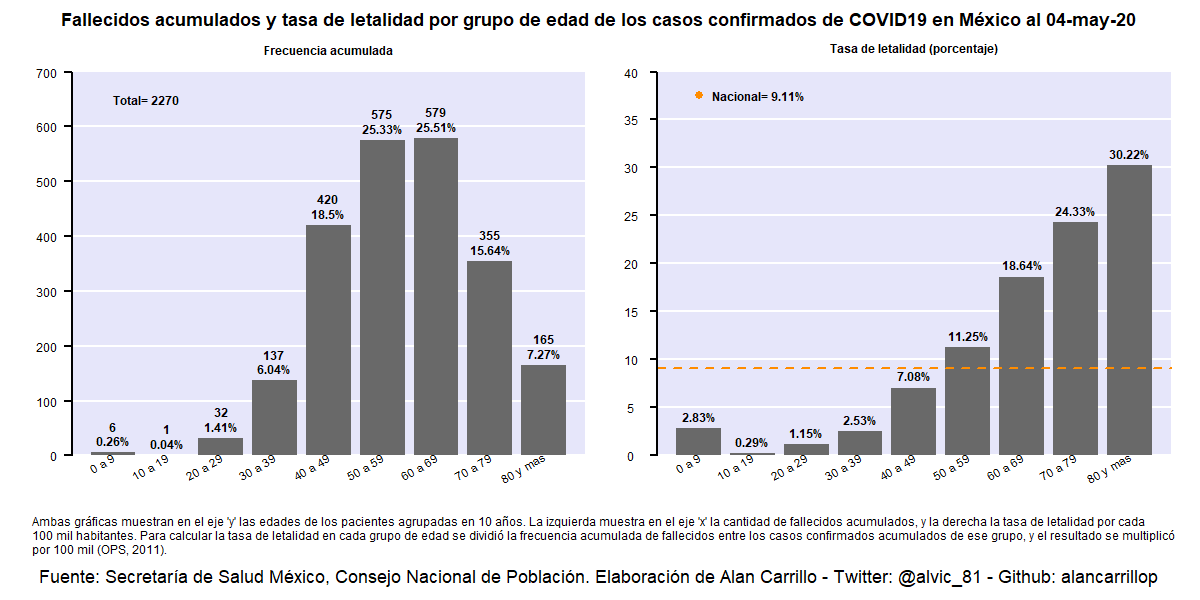 Fallecidos acumulados y tasa de letalidad por grupo de edad de los casos confirmados de COVID19 en México al 04-may-20
Frecuencia acumulada
700
600
500
400
300
200
100
0
Total= 2270
6
0.26%
1
0.04%
32
1.41%
137
6.04%
420
18.5%
575
25.33%
579
25.51%
355
15.64%
165
7.27%
0 a 9
10 a 19
20 a 29
30 a 39
40 a 49
50 a 59
60 a 69
70 a 79
80 y mas
Tasa de letalidad (porcentaje)
40
35
30
25
20
15
10
5
0
Nacional= 9.11%
2.83%
0.29%
1.15%
2.53%
7.08%
11.25%
18.64%
24.33%
30.22%
0 a 9
10 a 19
20 a 29
30 a 39
40 a 49
50 a 59
60 a 69
70 a 79
80 y mas
Ambas gráficas muestran en el eje 'y' las edades de los pacientes agrupadas en 10 años. La izquierda muestra en el eje 'x' la cantidad de fallecidos acumulados, y la derecha la tasa de letalidad por cada
100 mil habitantes. Para calcular la tasa de letalidad en cada grupo de edad se dividió la frecuencia acumulada de fallecidos entre los casos confirmados acumulados de ese grupo, y el resultado se multiplicó
por 100 mil (OPS, 2011).
Fuente: Secretaría de Salud México, Consejo Nacional de Población. Elaboración de Alan Carrillo - Twitter: @alvic_81 - Github: alancarrillop